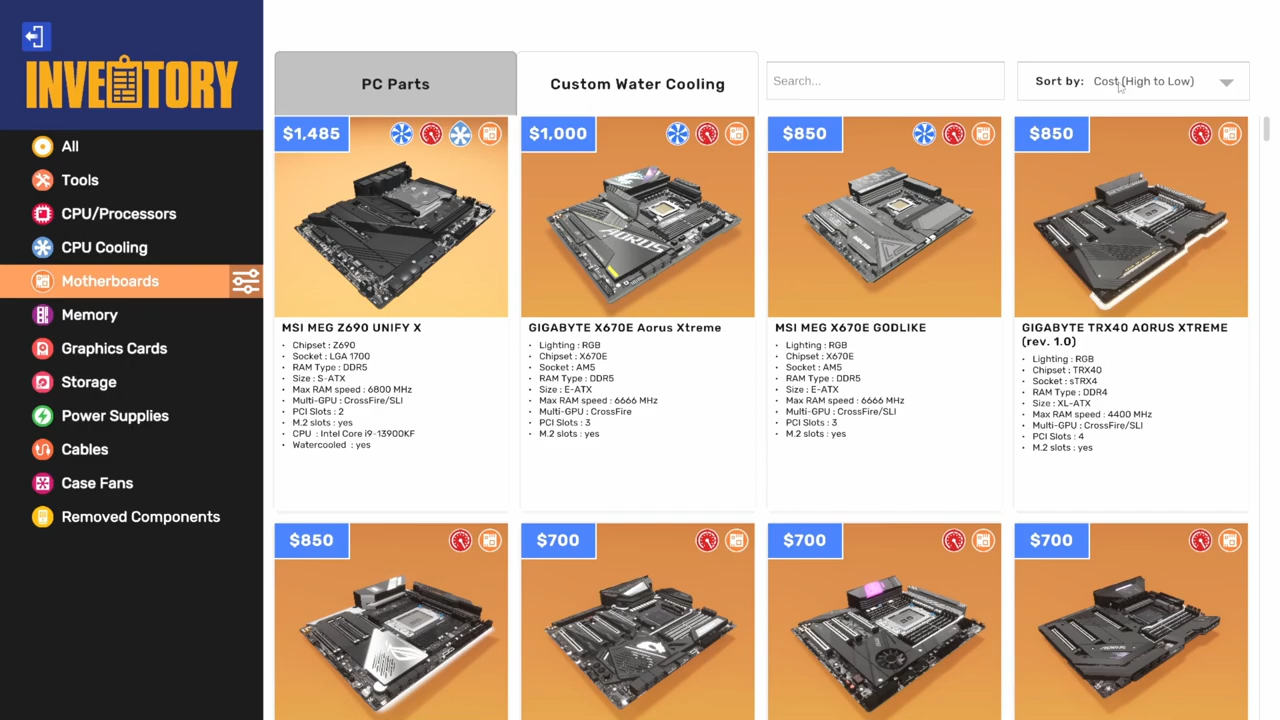 INVENTORY
All
Tools
CPU/Processors
CPU Cooling
Motherboards
Memory
Graphics Cards
Storage
Power Supplies
Cables
Case Fans
Removed Components
PC Parts
Custom Water Cooling
Search...
Sort by: Cost (High to Low)
$1,485
MSI MEG Z690 UNIFY X
• Chipset : Z690
• Socket : LGA 1700
• RAM Type : DDR5
• Size : S-ATX
• Max RAM speed : 6800 MHz
• Multi-GPU : CrossFire/SLI
• PCI Slots : 2
• M.2 slots : yes
• CPU : Intel Core i9-13900KF
• Watercooled : yes
$1,000
AORUS
GIGABYTE X670E Aorus Xtreme
• Lighting : RGB
• Chipset : X670E
• Socket : AM5
• RAM Type : DDR5
• Size : E-ATX
• Max RAM speed : 6666 MHz
• Multi-GPU : CrossFire
• PCI Slots : 3
• M.2 slots : yes
$850
MSI MEG X670E GODLIKE
• Lighting : RGB
• Chipset : X670E
• Socket : AM5
• RAM Type : DDR5
• Size : E-ATX
• Max RAM speed : 6666 MHz
• Multi-GPU : CrossFire/SLI
• PCI Slots : 3
• M.2 slots : yes
$850
GIGABYTE TRX40 AORUS XTREME
(rev. 1.0)
• Lighting : RGB
• Chipset : TRX40
• Socket : sTRX4
• RAM Type : DDR4
• Size : XL-ATX
• Max RAM speed : 4400 MHz
• Multi-GPU : CrossFire/SLI
• PCI Slots : 4
• M.2 slots : yes
$850
$700
$700
$700